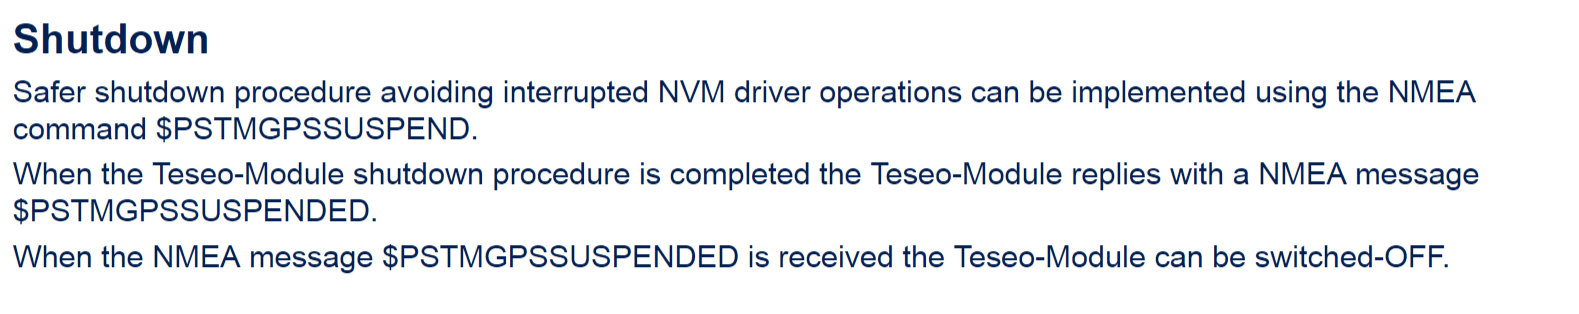 Shutdown
Safer shutdown procedure avoiding interrupted NVM driver operations can be implemented using the NMEA
command $PSTMGPSSUSPEND.
When the Teseo-Module shutdown procedure is completed the Teseo-Module replies with a NMEA message
$PSTMGPSSUSPENDED.
When the NMEA message $PSTMGPSSUSPENDED is received the Teseo-Module can be switched-OFF.